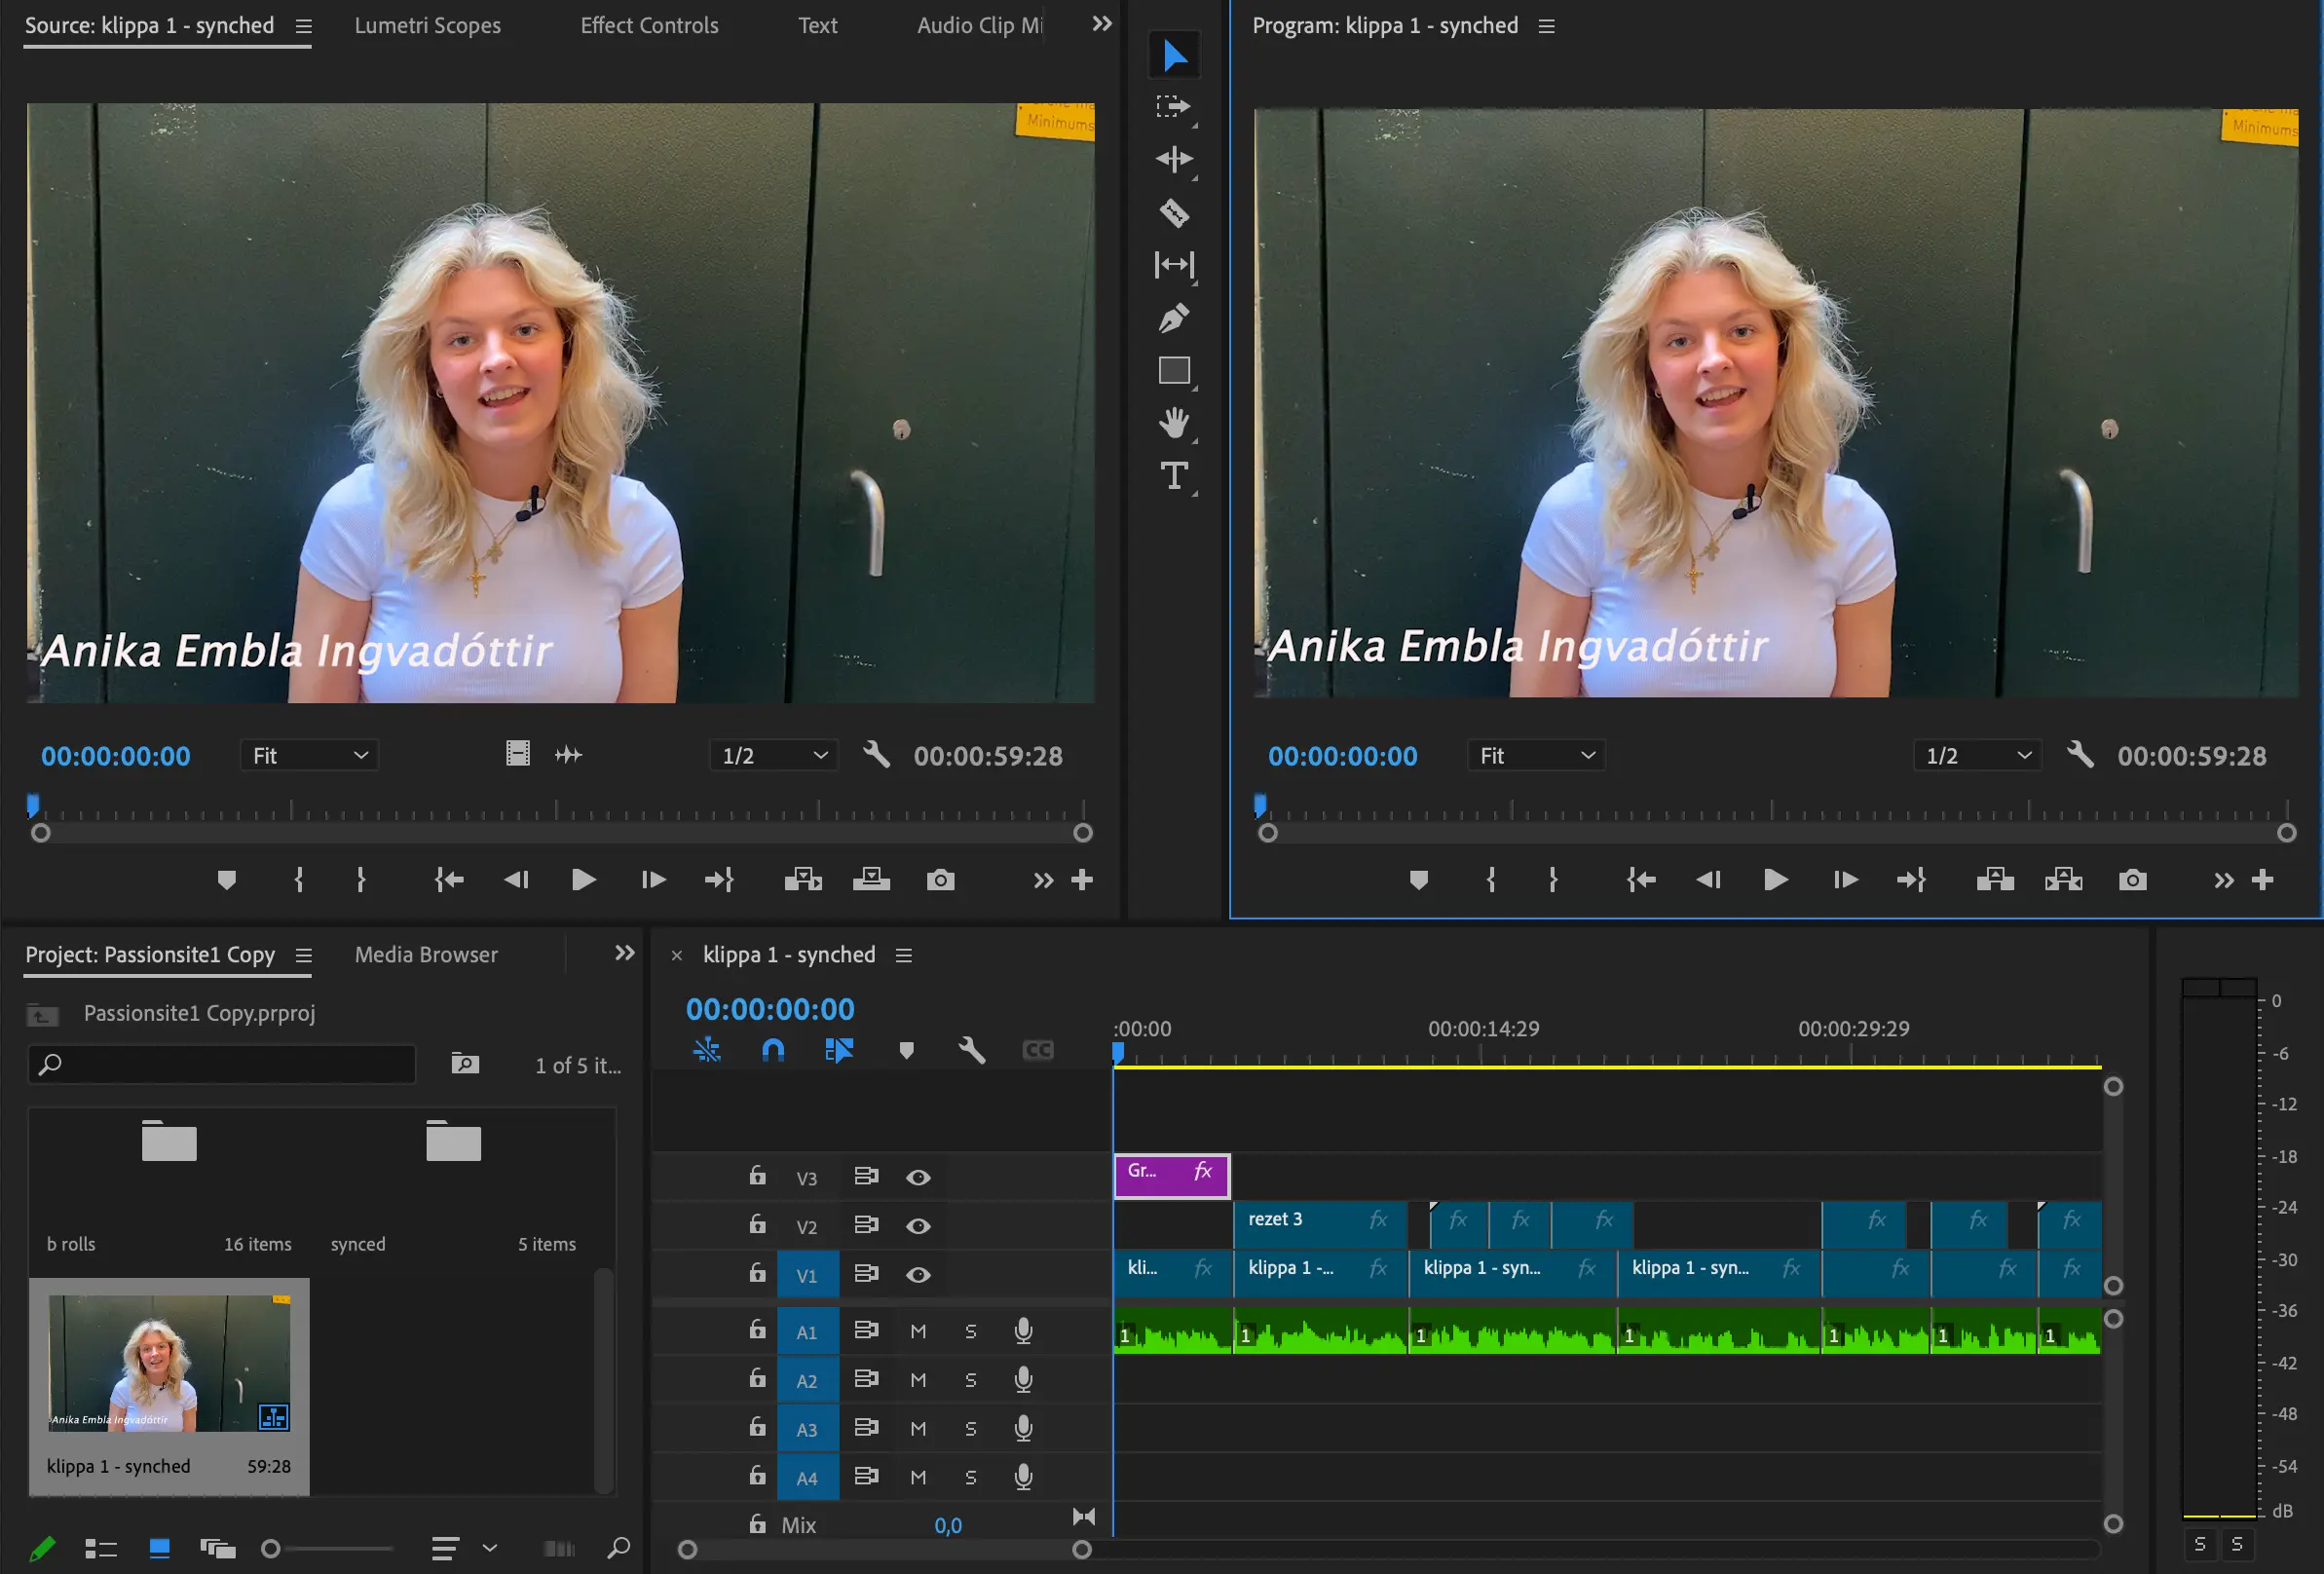 Source: klippa 1 - synched
Lumetri Scopes
Effect Controls
Text
Audio Clip Mi
Program: klippa 1 - synched
Minimums
Minimums
Anika Embla Ingvadóttir
Anika Embla Ingvadóttir
00:00:00:00
Fit
1/2
00:00:59:28
00:00:00:00
Fit
1/2
00:00:59:28
Project: Passionsite1 Copy
Media Browser
Passionsite1 Copy.prproj
1 of 5 it...
b rolls
16 items
synced
5 items
Anika Embla Ingvadóttir
klippa 1 - synched
59:28
klippa 1 - synched
00:00:00:00
:00:00
00:00:14:29
00:00:29:29
CC
V3
Gr...
fx
V2
rezet 3
fx
fx
fx
fx
fx
fx
fx
V1
kli...
fx
klippa 1 -...
fx
klippa 1 - syn...
fx
klippa 1 - syn...
fx
fx
fx
fx
A1
M
S
1
1
1
1
1
1
1
A2
M
S
A3
M
S
A4
M
S
Mix
0,0
0
-6
-12
-18
-24
-30
-36
-42
-48
-54
dB
S
S